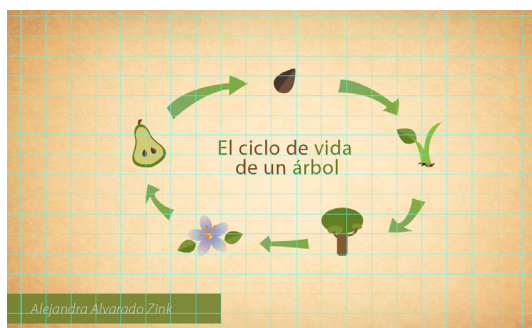 El ciclo de vida
de un árbol
Alejandra Alvarado Zink